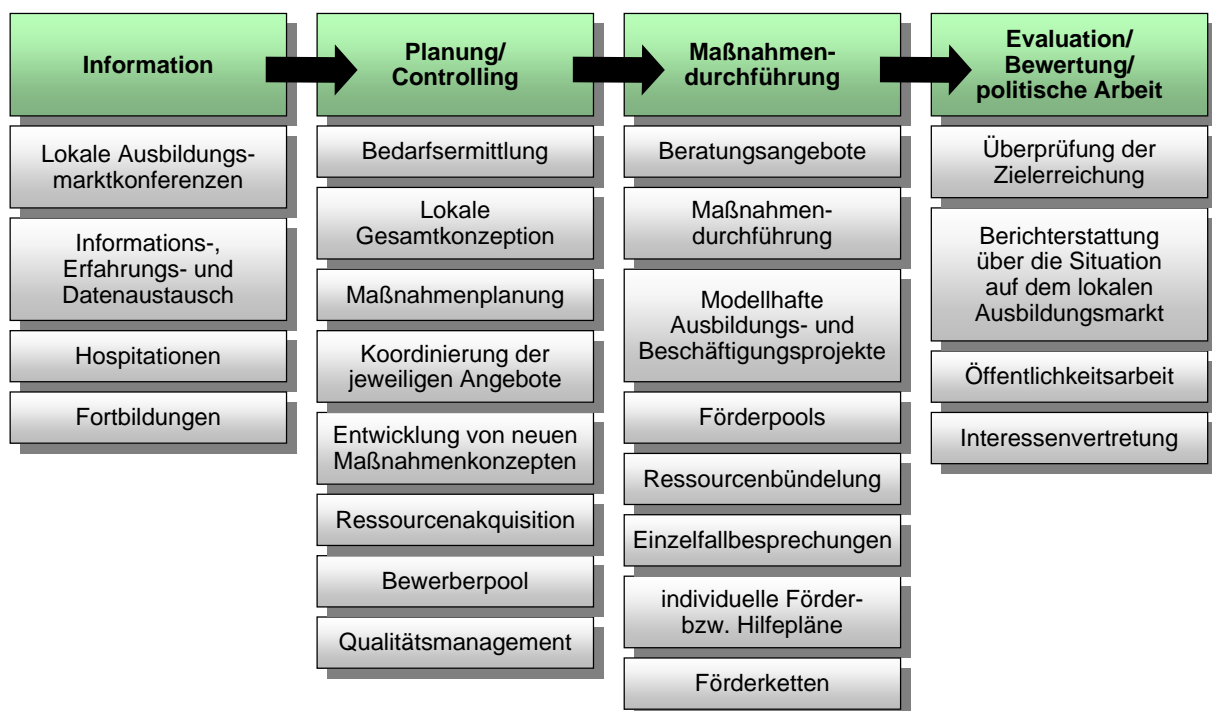 Information
Lokale Ausbildungs-
marktkonferenzen
Informations-,
Erfahrungs- und
Datenaustausch
Hospitationen
Fortbildungen
Planung/
Controlling
Bedarfsermittlung
Lokale
Gesamtkonzeption
Maßnahmenplanung
Koordinierung der
jeweiligen Angebote
Entwicklung von neuen
Maßnahmenkonzepten
Ressourcenakquisition
Bewerberpool
Qualitätsmanagement
Maßnahmen-
durchführung
Beratungsangebote
Maßnahmen-
durchführung
Modellhafte
Ausbildungs- und
Beschäftigungsprojekte
Förderpools
Ressourcenbündelung
Einzelfallbesprechungen
individuelle Förder-
bzw. Hilfepläne
Förderketten
Evaluation/
Bewertung/
politische Arbeit
Überprüfung der
Zielerreichung
Berichterstattung
über die Situation
auf dem lokalen
Ausbildungsmarkt
Öffentlichkeitsarbeit
Interessenvertretung